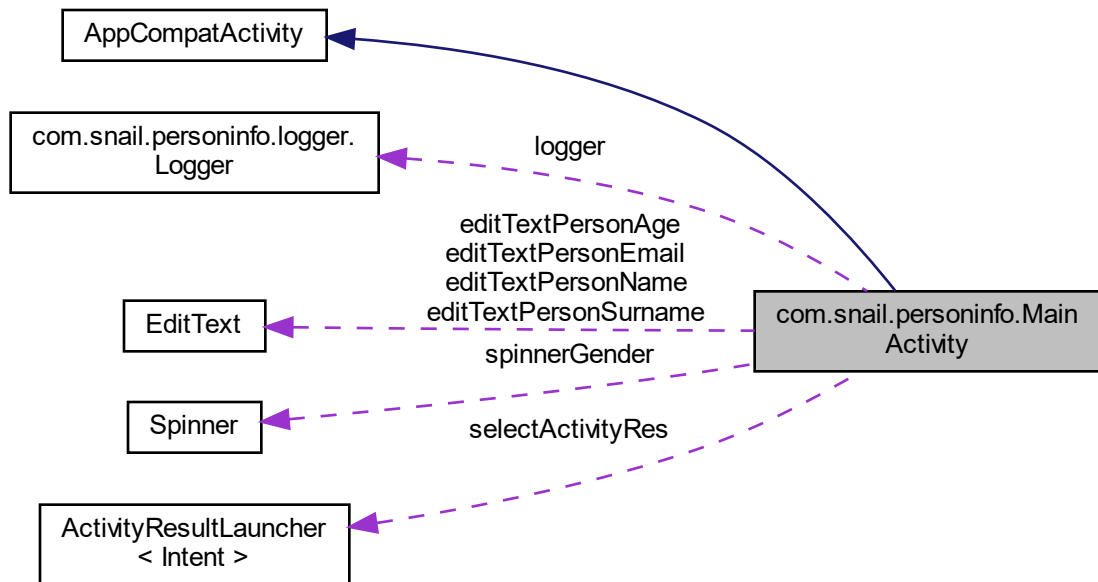 AppCompatActivity
com.snail.personinfo.logger.
Logger
logger
editTextPersonAge
editTextPersonEmail
editTextPersonName
editTextPersonSurname
EditText
com.snail.personinfo.Main
Activity
spinnerGender
Spinner
selectActivityRes
ActivityResultLauncher
< Intent >